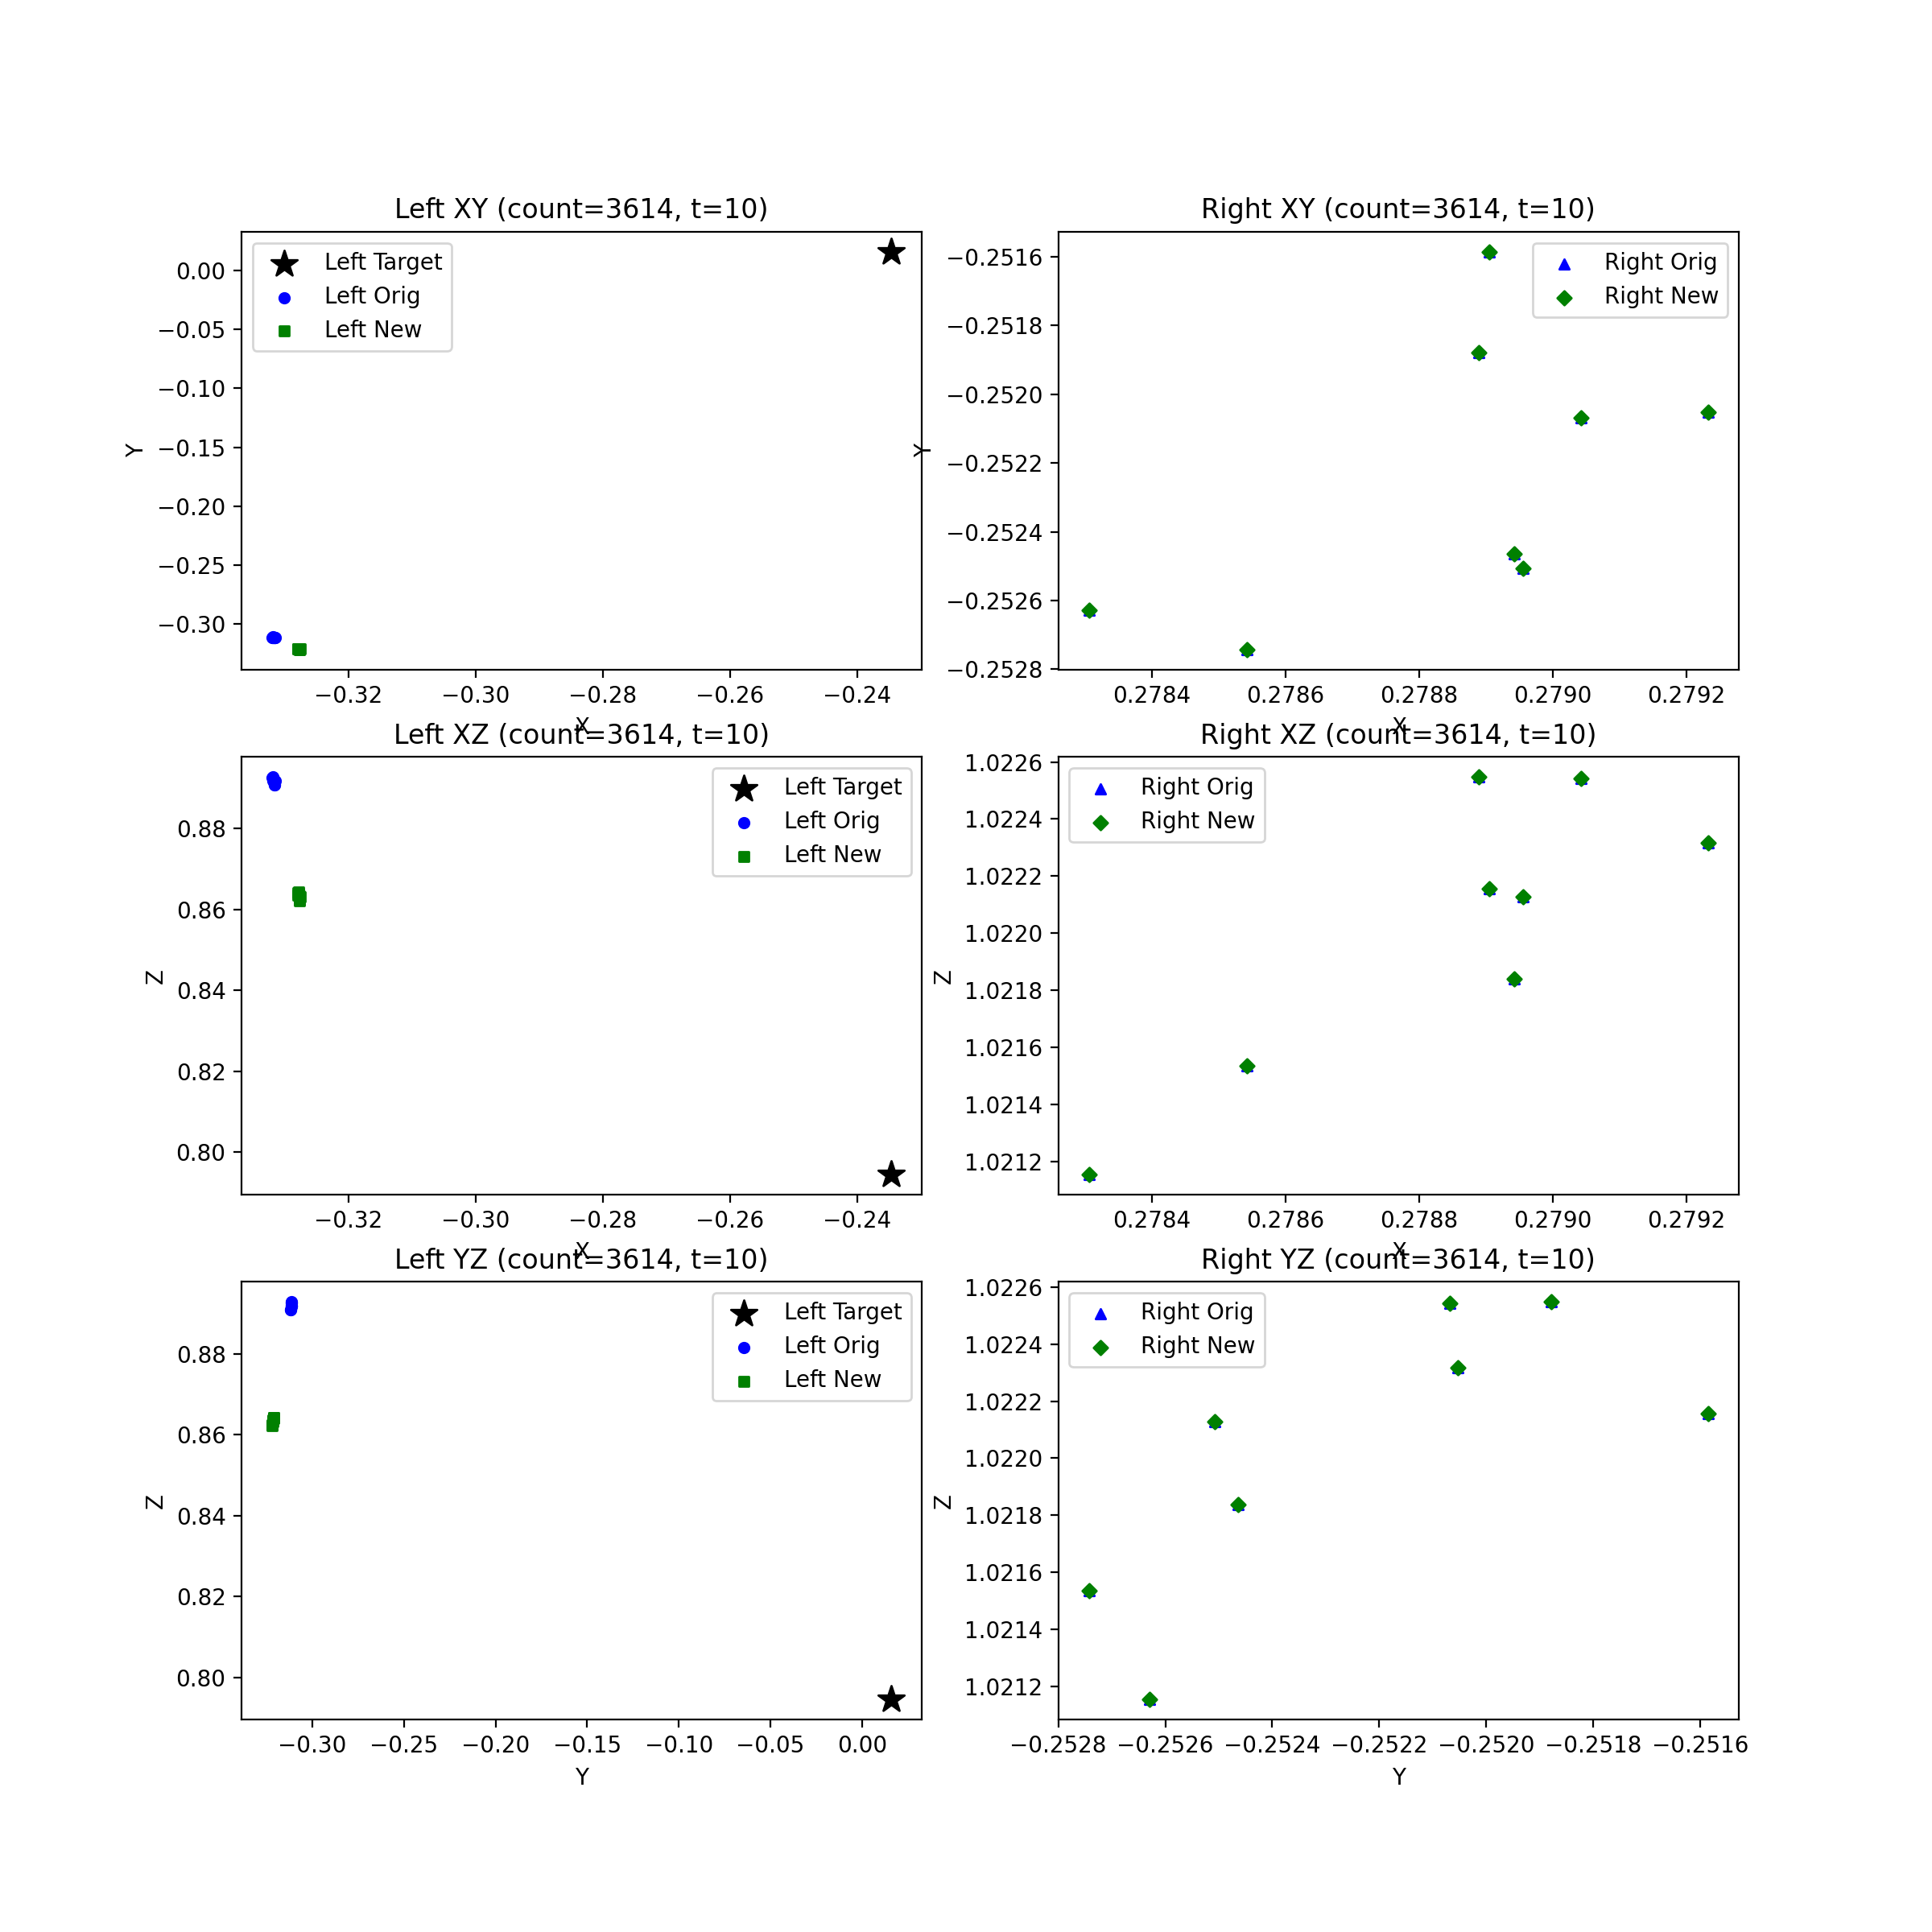 Left XY (count=3614, t=10)
Left Target
Left Orig
Left New
0.00
−0.05
−0.10
−0.15
−0.20
−0.25
−0.30
Y
−0.32
−0.30
−0.28
−0.26
−0.24
X
Right XY (count=3614, t=10)
Right Orig
Right New
−0.2516
−0.2518
−0.2520
−0.2522
−0.2524
−0.2526
−0.2528
Y
0.2784
0.2786
0.2788
0.2790
0.2792
X
Left XZ (count=3614, t=10)
Left Target
Left Orig
Left New
0.88
0.86
0.84
0.82
0.80
Z
−0.32
−0.30
−0.28
−0.26
−0.24
X
Right XZ (count=3614, t=10)
Right Orig
Right New
1.0226
1.0224
1.0222
1.0220
1.0218
1.0216
1.0214
1.0212
Z
0.2784
0.2786
0.2788
0.2790
0.2792
X
Left YZ (count=3614, t=10)
Left Target
Left Orig
Left New
0.88
0.86
0.84
0.82
0.80
Z
−0.30
−0.25
−0.20
−0.15
−0.10
−0.05
0.00
Y
Right YZ (count=3614, t=10)
Right Orig
Right New
1.0226
1.0224
1.0222
1.0220
1.0218
1.0216
1.0214
1.0212
Z
−0.2528
−0.2526
−0.2524
−0.2522
−0.2520
−0.2518
−0.2516
Y